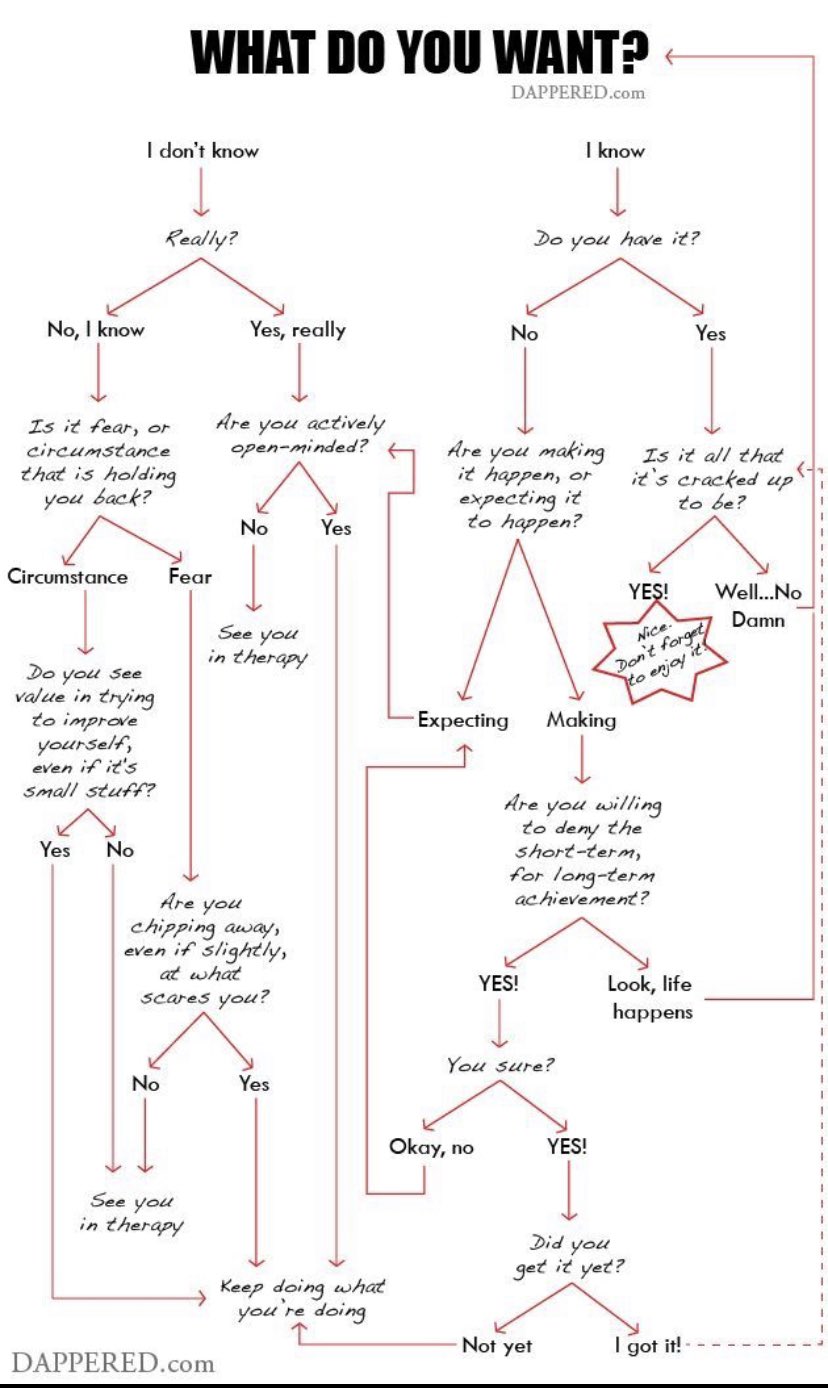 WHAT DO YOU WANT?
DAPPERED.com
I don't know
I know
Really?
Do you have it?
No, I know
Yes, really
No
Yes
Is it fear, or
circumstance
that is holding
you back?
Are you actively
open-minded?
Are you making
it happen, or
expecting it
to happen?
Is it all that
it's cracked up
to be?
No
Yes
Circumstance
Fear
YES!
Well...No
Damn
Nice.
Don't forget
to enjoy it!
See you
in therapy
Do you see
value in trying
to improve
yourself,
even if it's
small stuff?
Expecting
Making
Are you willing
to deny the
short-term,
for long-term
achievement?
Yes
No
Are you
chipping away,
even if slightly,
at what
scares you?
YES!
Look, life
happens
You sure?
No
Yes
Okay, no
YES!
See you
in therapy
Did you
get it yet?
Keep doing what
you're doing
Not yet
I got it!
DAPPERED.com